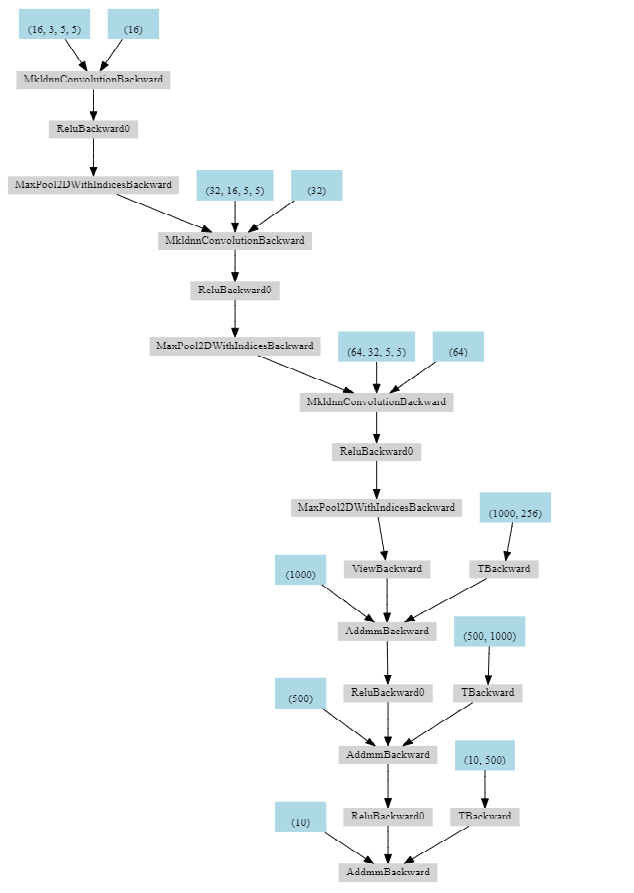 (16, 3, 5, 5)
(16)
MkldnnConvolutionBackward
ReluBackward0
MaxPool2DWithIndicesBackward
(32, 16, 5, 5)
(32)
MkldnnConvolutionBackward
ReluBackward0
MaxPool2DWithIndicesBackward
(64, 32, 5, 5)
(64)
MkldnnConvolutionBackward
ReluBackward0
MaxPool2DWithIndicesBackward
(1000, 256)
(1000)
ViewBackward
TBackward
AddmmBackward
(500, 1000)
(500)
ReluBackward0
TBackward
AddmmBackward
(10, 500)
(10)
ReluBackward0
TBackward
AddmmBackward